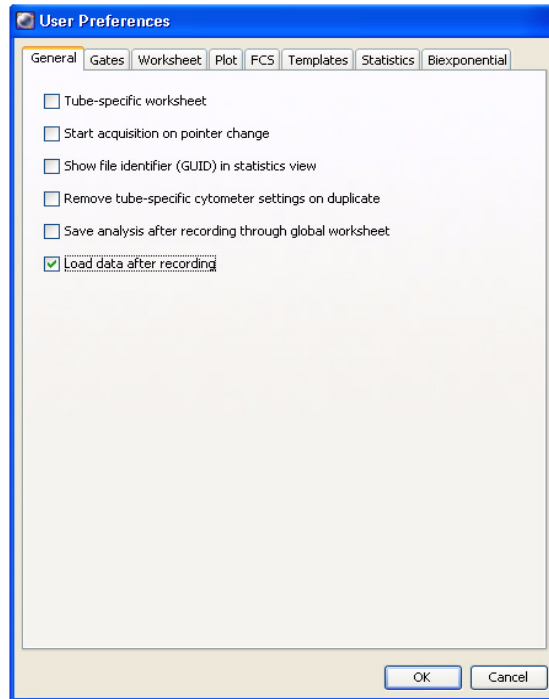 User Preferences
General Gates Worksheet Plot FCS Templates Statistics Biexponential
Tube-specific worksheet
Start acquisition on pointer change
Show file identifier (GUID) in statistics view
Remove tube-specific cytometer settings on duplicate
Save analysis after recording through global worksheet
Load data after recording
OK Cancel